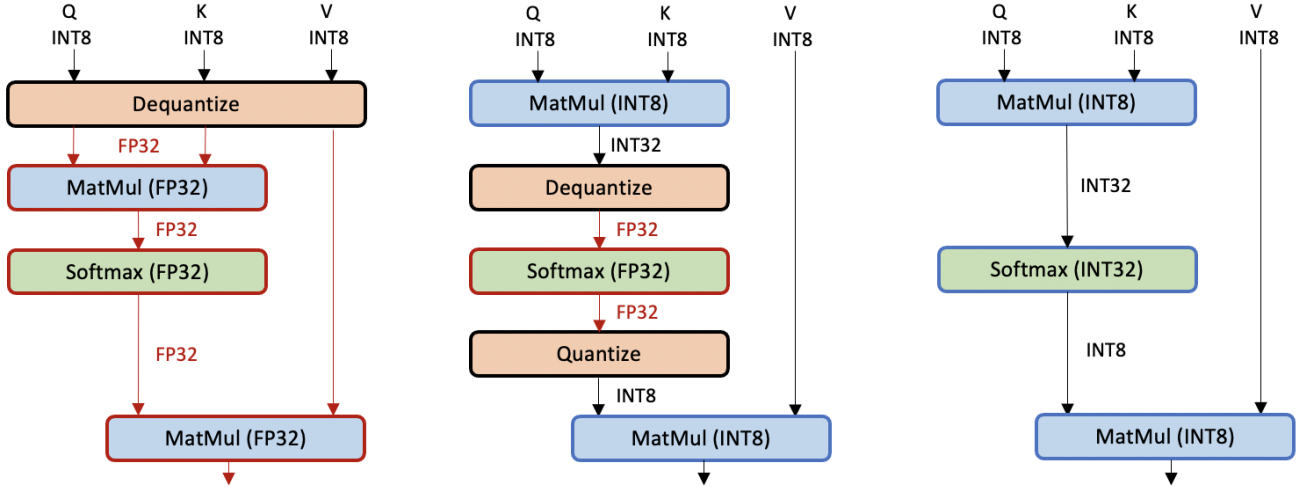 Q K V
INT8 INT8 INT8
Dequantize
FP32
MatMul (FP32)
FP32
Softmax (FP32)
FP32
MatMul (FP32)
Q K V
INT8 INT8 INT8
MatMul (INT8)
INT32
Dequantize
FP32
Softmax (FP32)
FP32
Quantize
INT8
MatMul (INT8)
Q K V
INT8 INT8 INT8
MatMul (INT8)
INT32
Softmax (INT32)
INT8
MatMul (INT8)